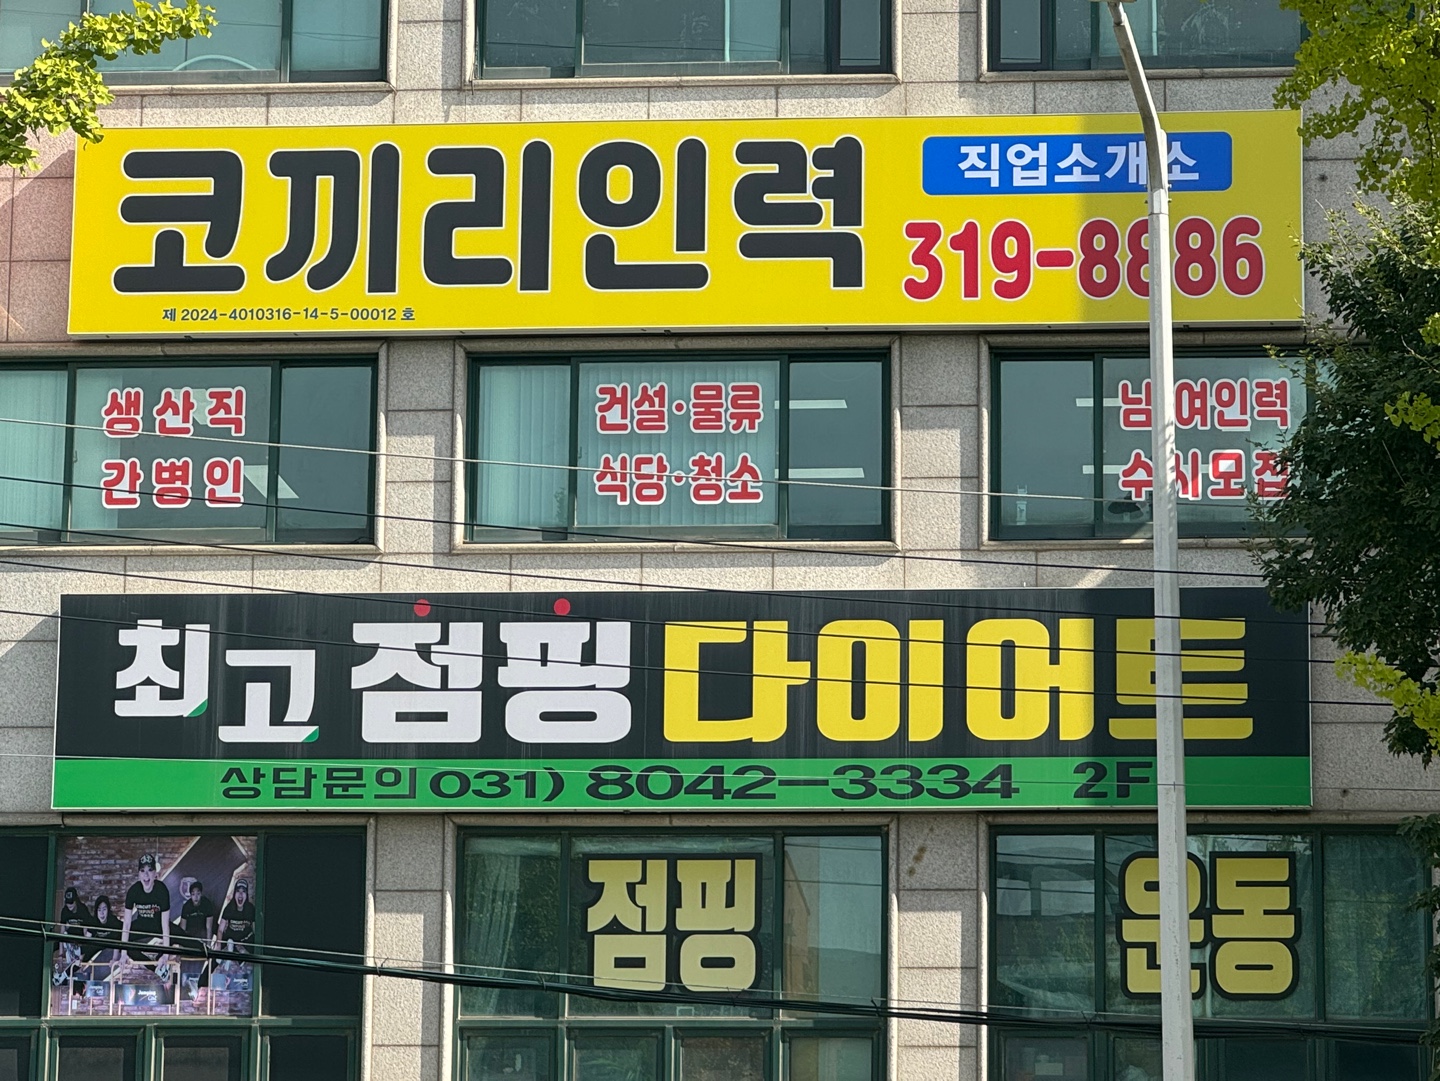 코끼리인력
직업소개소
319-8886
제 2024-4010316-14-5-00012 호
생산직
간병인
건설·물류
식당·청소
남여인력
수시모집
최고 점핑 다이어트
상담문의 031) 8042-3334 2F
점핑
운동